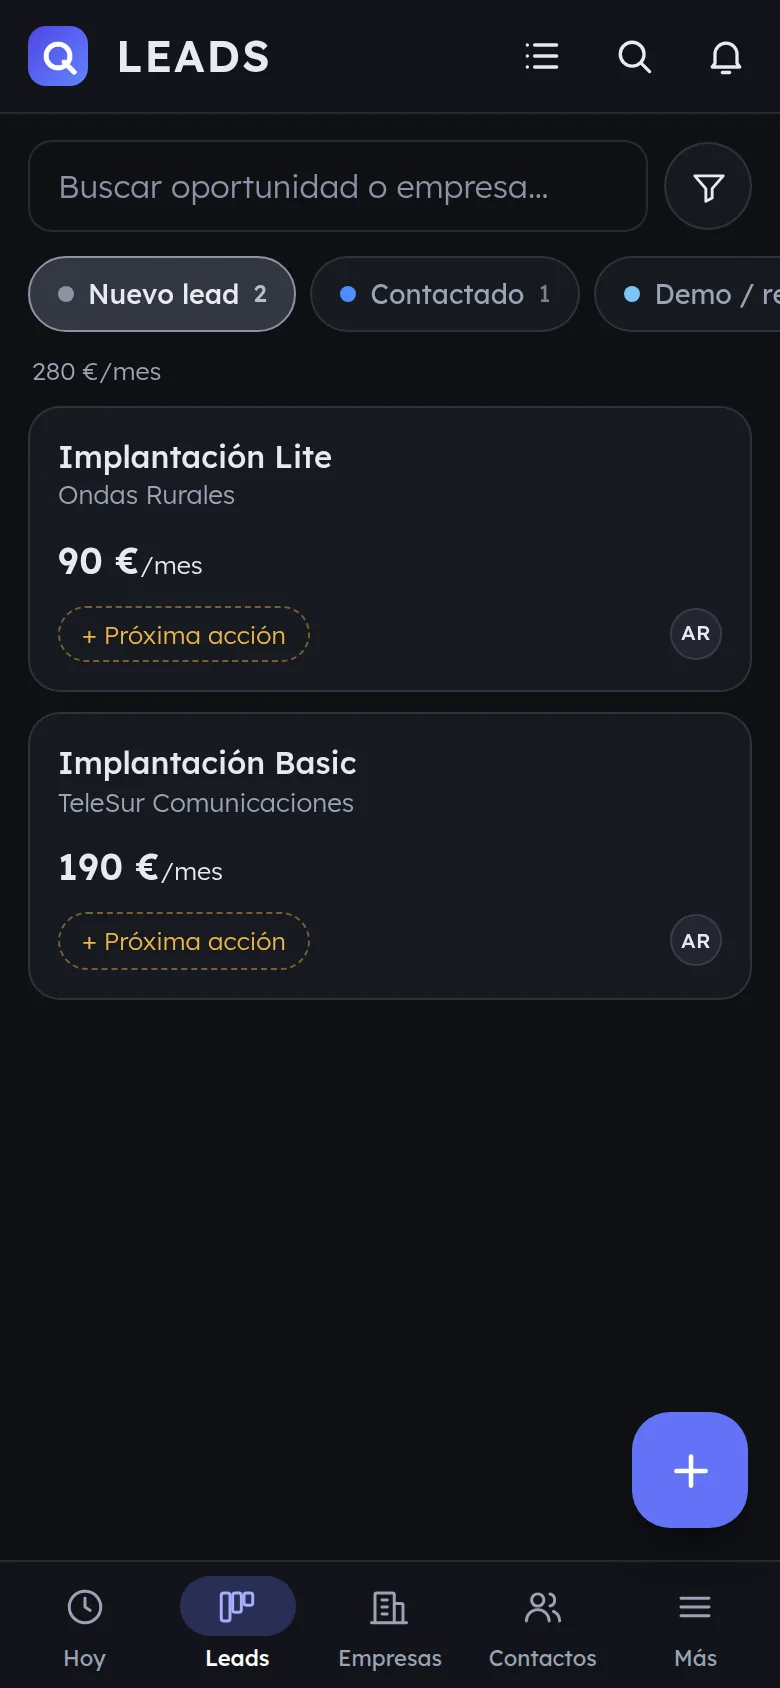 LEADS
Buscar oportunidad o empresa...
Nuevo lead 2
Contactado 1
Demo / re
280 €/mes
Implantación Lite
Ondas Rurales
90 €/mes
+ Próxima acción
AR
Implantación Basic
TeleSur Comunicaciones
190 €/mes
+ Próxima acción
AR
Hoy
Leads
Empresas
Contactos
Más